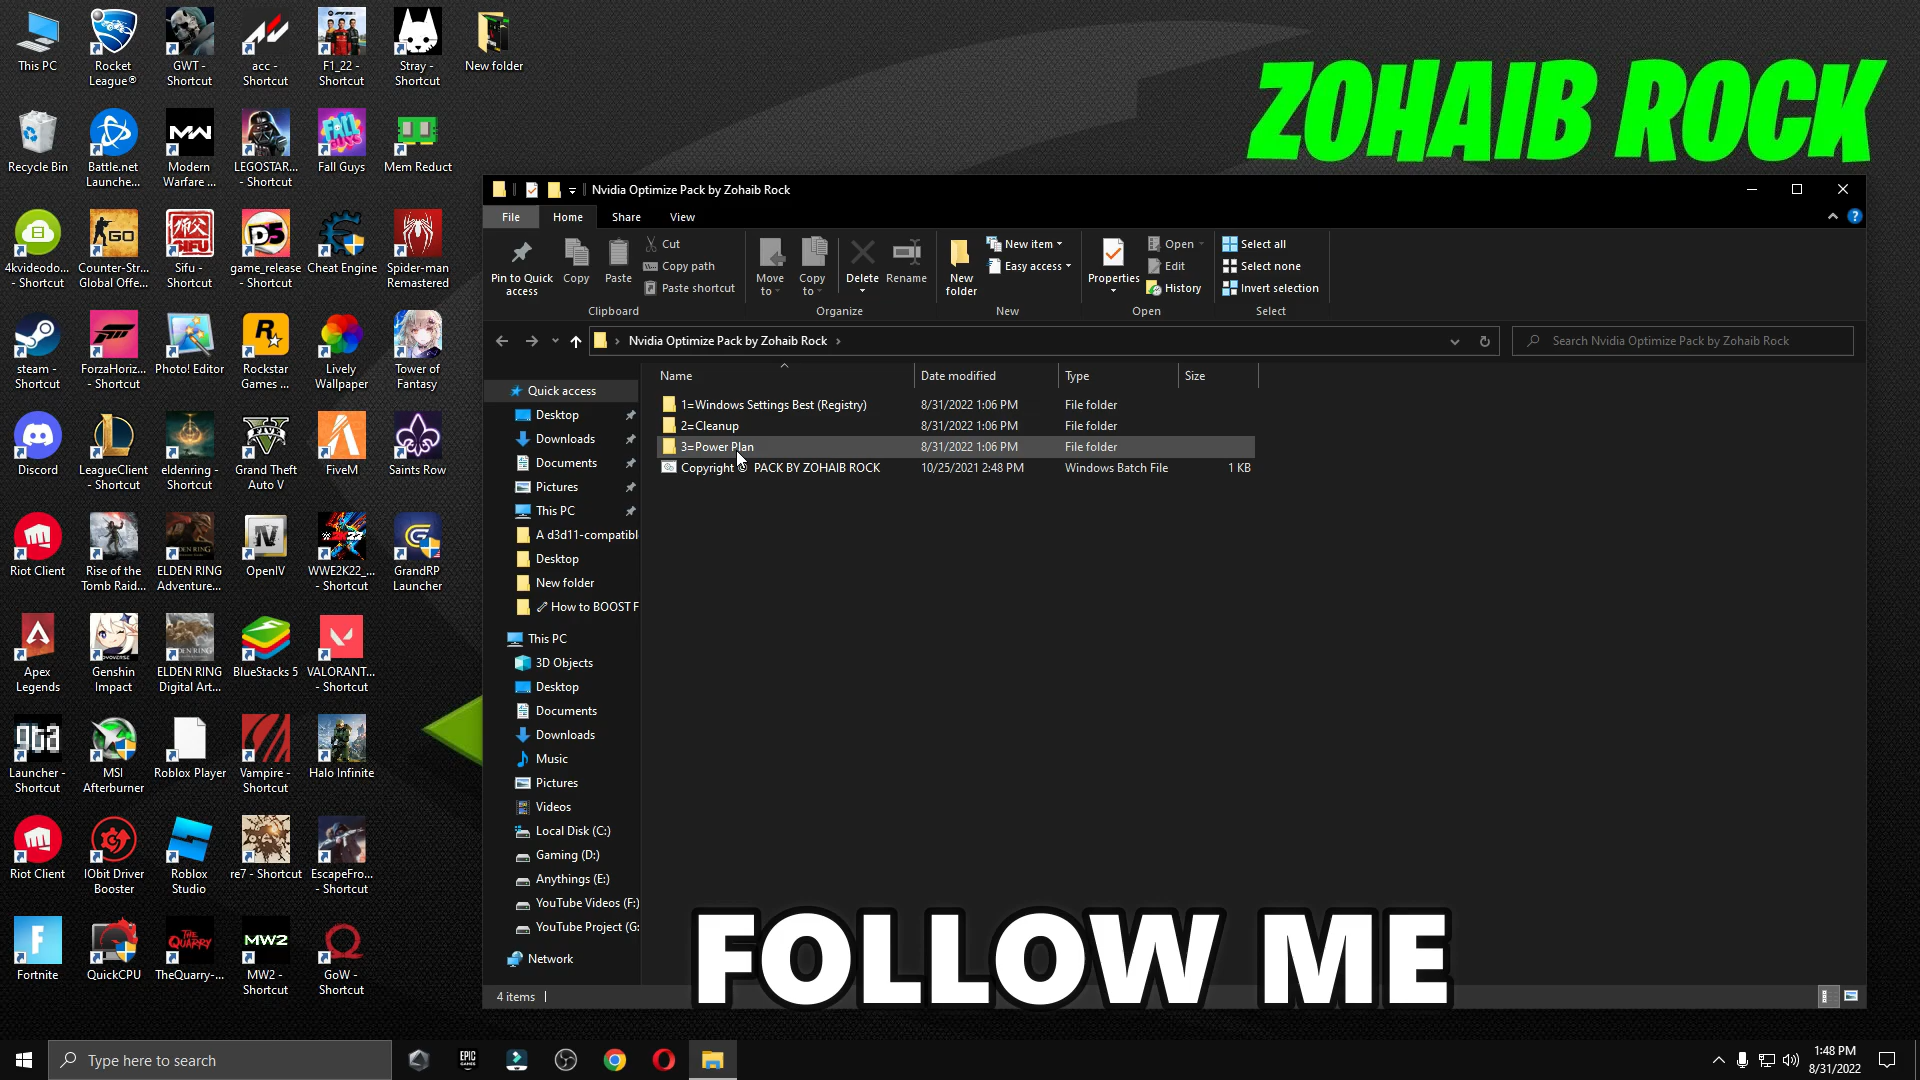 This PC
Rocket
League®
GWT -
Shortcut
acc -
Shortcut
F1_22 -
Shortcut
Stray -
Shortcut
New folder
ZOHAIB ROCK
Recycle Bin
Battle.net
Launche...
Modern
Warfare ...
LEGOSTAR...
- Shortcut
Fall Guys
Mem Reduct
4kvideodo...
- Shortcut
Counter-Str...
Global Offe...
Sifu -
Shortcut
game_release
- Shortcut
Cheat Engine
Spider-man
Remastered
steam -
Shortcut
ForzaHoriz...
- Shortcut
Photo! Editor
Rockstar
Games ...
Lively
Wallpaper
Tower of
Fantasy
Discord
LeagueClient
- Shortcut
eldenring -
Shortcut
Grand Theft
Auto V
FiveM
Saints Row
Riot Client
Rise of the
Tomb Raid...
ELDEN RING
Adventure...
OpenIV
WWE2K22_...
- Shortcut
GrandRP
Launcher
Apex
Legends
Genshin
Impact
ELDEN RING
Digital Art...
BlueStacks 5
VALORANT...
- Shortcut
Launcher -
Shortcut
MSI
Afterburner
Roblox Player
Vampire -
Shortcut
Halo Infinite
Riot Client
IObit Driver
Booster
Roblox
Studio
re7 - Shortcut
EscapeFro...
- Shortcut
Fortnite
QuickCPU
TheQuarry-...
MW2 -
Shortcut
GoW -
Shortcut
Nvidia Optimize Pack by Zohaib Rock
File
Home
Share
View
Pin to Quick
access
Copy
Paste
Cut
Copy path
Paste shortcut
Clipboard
Move
to
Copy
to
Delete
Rename
Organize
New
folder
New item
Easy access
New
Properties
Open
Edit
History
Open
Select all
Select none
Invert selection
Select
Nvidia Optimize Pack by Zohaib Rock
Search Nvidia Optimize Pack by Zohaib Rock
Quick access
Desktop
Downloads
Documents
Pictures
This PC
A d3d11-compatibl
Desktop
New folder
How to BOOST F
This PC
3D Objects
Desktop
Documents
Downloads
Music
Pictures
Videos
Local Disk (C:)
Gaming (D:)
Anythings (E:)
YouTube Videos (F:)
YouTube Project (G:
Network
Name Date modified Type Size
1=Windows Settings Best (Registry) 8/31/2022 1:06 PM File folder
2=Cleanup 8/31/2022 1:06 PM File folder
3=Power Plan 8/31/2022 1:06 PM File folder
Copyright © PACK BY ZOHAIB ROCK 10/25/2021 2:48 PM Windows Batch File 1 KB
4 items
FOLLOW ME
Type here to search
1:48 PM
8/31/2022